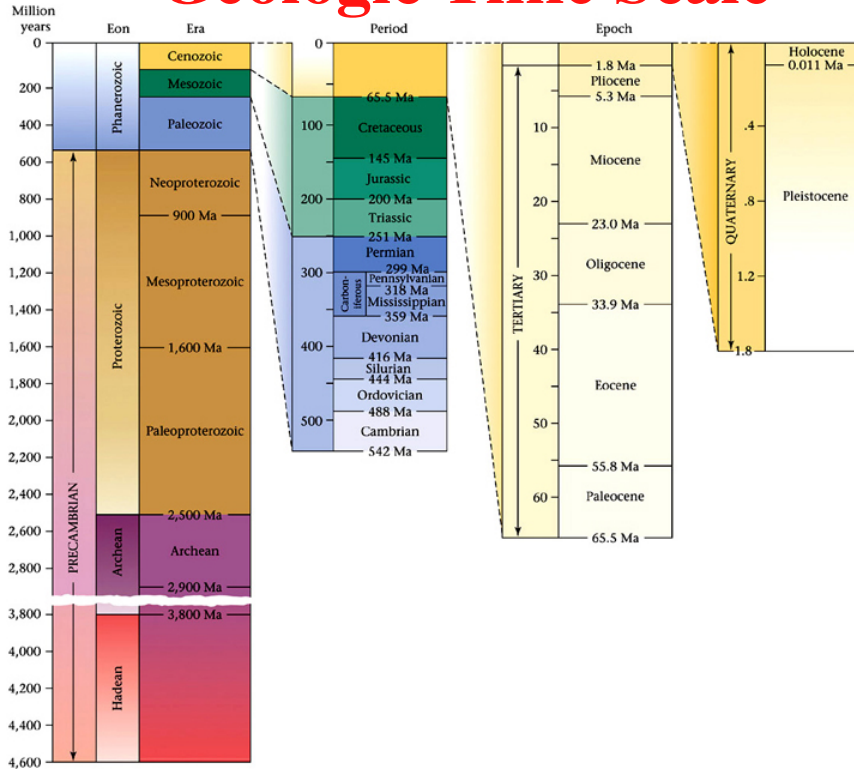 Geologic Time Scale
Million
years
Eon
Era
Period
Epoch
0
200
400
600
800
1,000
1,200
1,400
1,600
1,800
2,000
2,200
2,400
2,600
2,800
3,800
4,000
4,200
4,400
4,600
PRECAMBRIAN
Phanerozoic
Proterozoic
Archean
Hadean
Cenozoic
Mesozoic
Paleozoic
Neoproterozoic
900 Ma
Mesoproterozoic
1,600 Ma
Paleoproterozoic
2,500 Ma
Archean
2,900 Ma
3,800 Ma
0
100
200
300
400
500
65.5 Ma
Cretaceous
145 Ma
Jurassic
200 Ma
Triassic
251 Ma
Permian
299 Ma
Carbon-
iferous
Pennsylvanian
318 Ma
Mississippian
359 Ma
Devonian
416 Ma
Silurian
444 Ma
Ordovician
488 Ma
Cambrian
542 Ma
0
10
20
30
40
50
60
TERTIARY
1.8 Ma
Pliocene
5.3 Ma
Miocene
23.0 Ma
Oligocene
33.9 Ma
Eocene
55.8 Ma
Paleocene
65.5 Ma
0
.4
.8
1.2
1.8
QUATERNARY
Holocene
0.011 Ma
Pleistocene